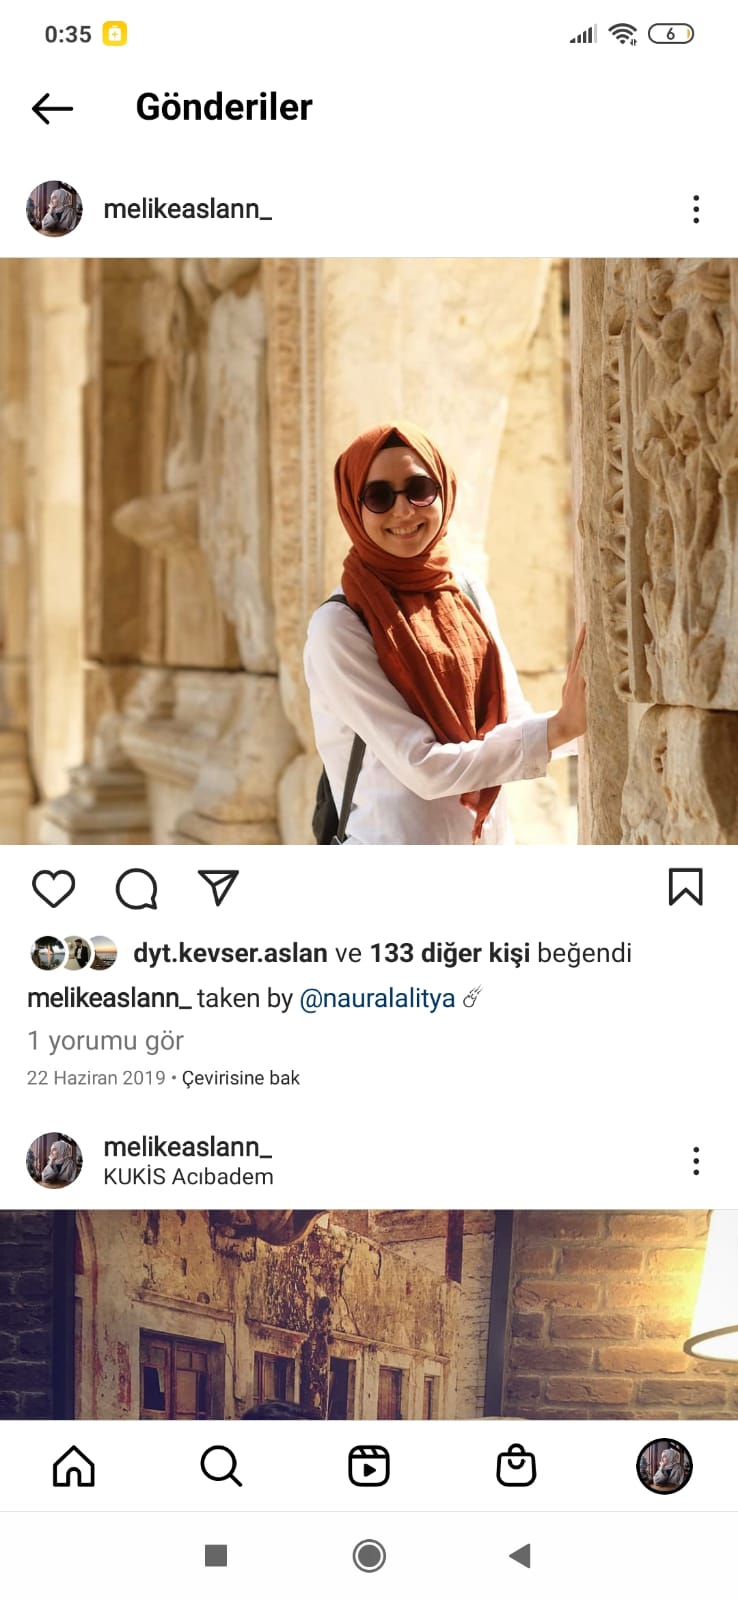 0:35
6
Gönderiler
melikeaslann_
dyt.kevser.aslan ve 133 diğer kişi beğendi
melikeaslann_ taken by @nauralalitya ☄
1 yorumu gör
22 Haziran 2019 • Çevirisine bak
melikeaslann_
KUKİS Acıbadem